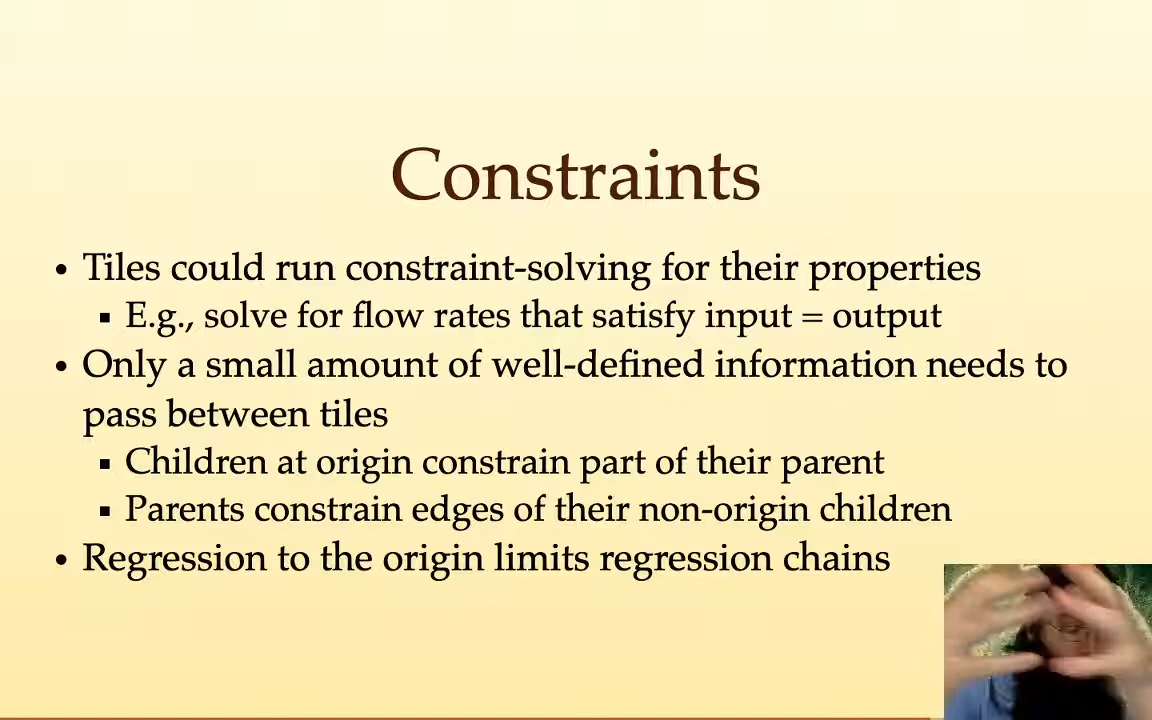 Constraints
• Tiles could run constraint-solving for their properties
▪ E.g., solve for flow rates that satisfy input = output
• Only a small amount of well-defined information needs to
pass between tiles
▪ Children at origin constrain part of their parent
▪ Parents constrain edges of their non-origin children
• Regression to the origin limits regression chains